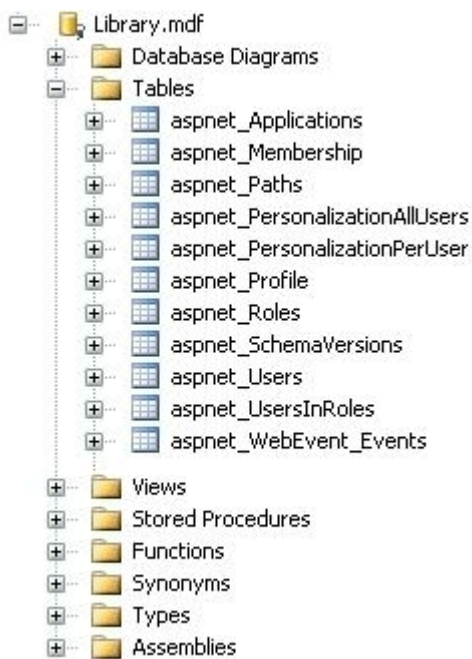 Library.mdf
Database Diagrams
Tables
aspnet_Applications
aspnet_Membership
aspnet_Paths
aspnet_PersonalizationAllUsers
aspnet_PersonalizationPerUser
aspnet_Profile
aspnet_Roles
aspnet_SchemaVersions
aspnet_Users
aspnet_UsersInRoles
aspnet_WebEvent_Events
Views
Stored Procedures
Functions
Synonyms
Types
Assemblies